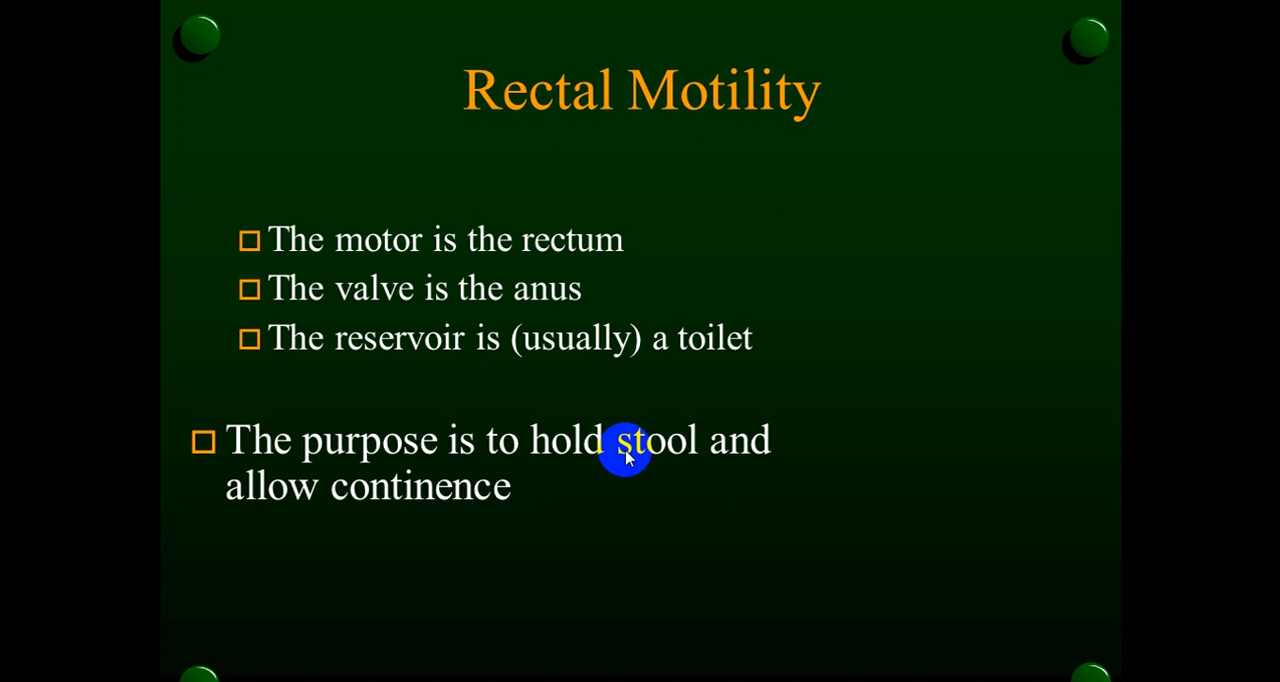 Rectal Motility
The motor is the rectum
The valve is the anus
The reservoir is (usually) a toilet
The purpose is to hold stool and
allow continence